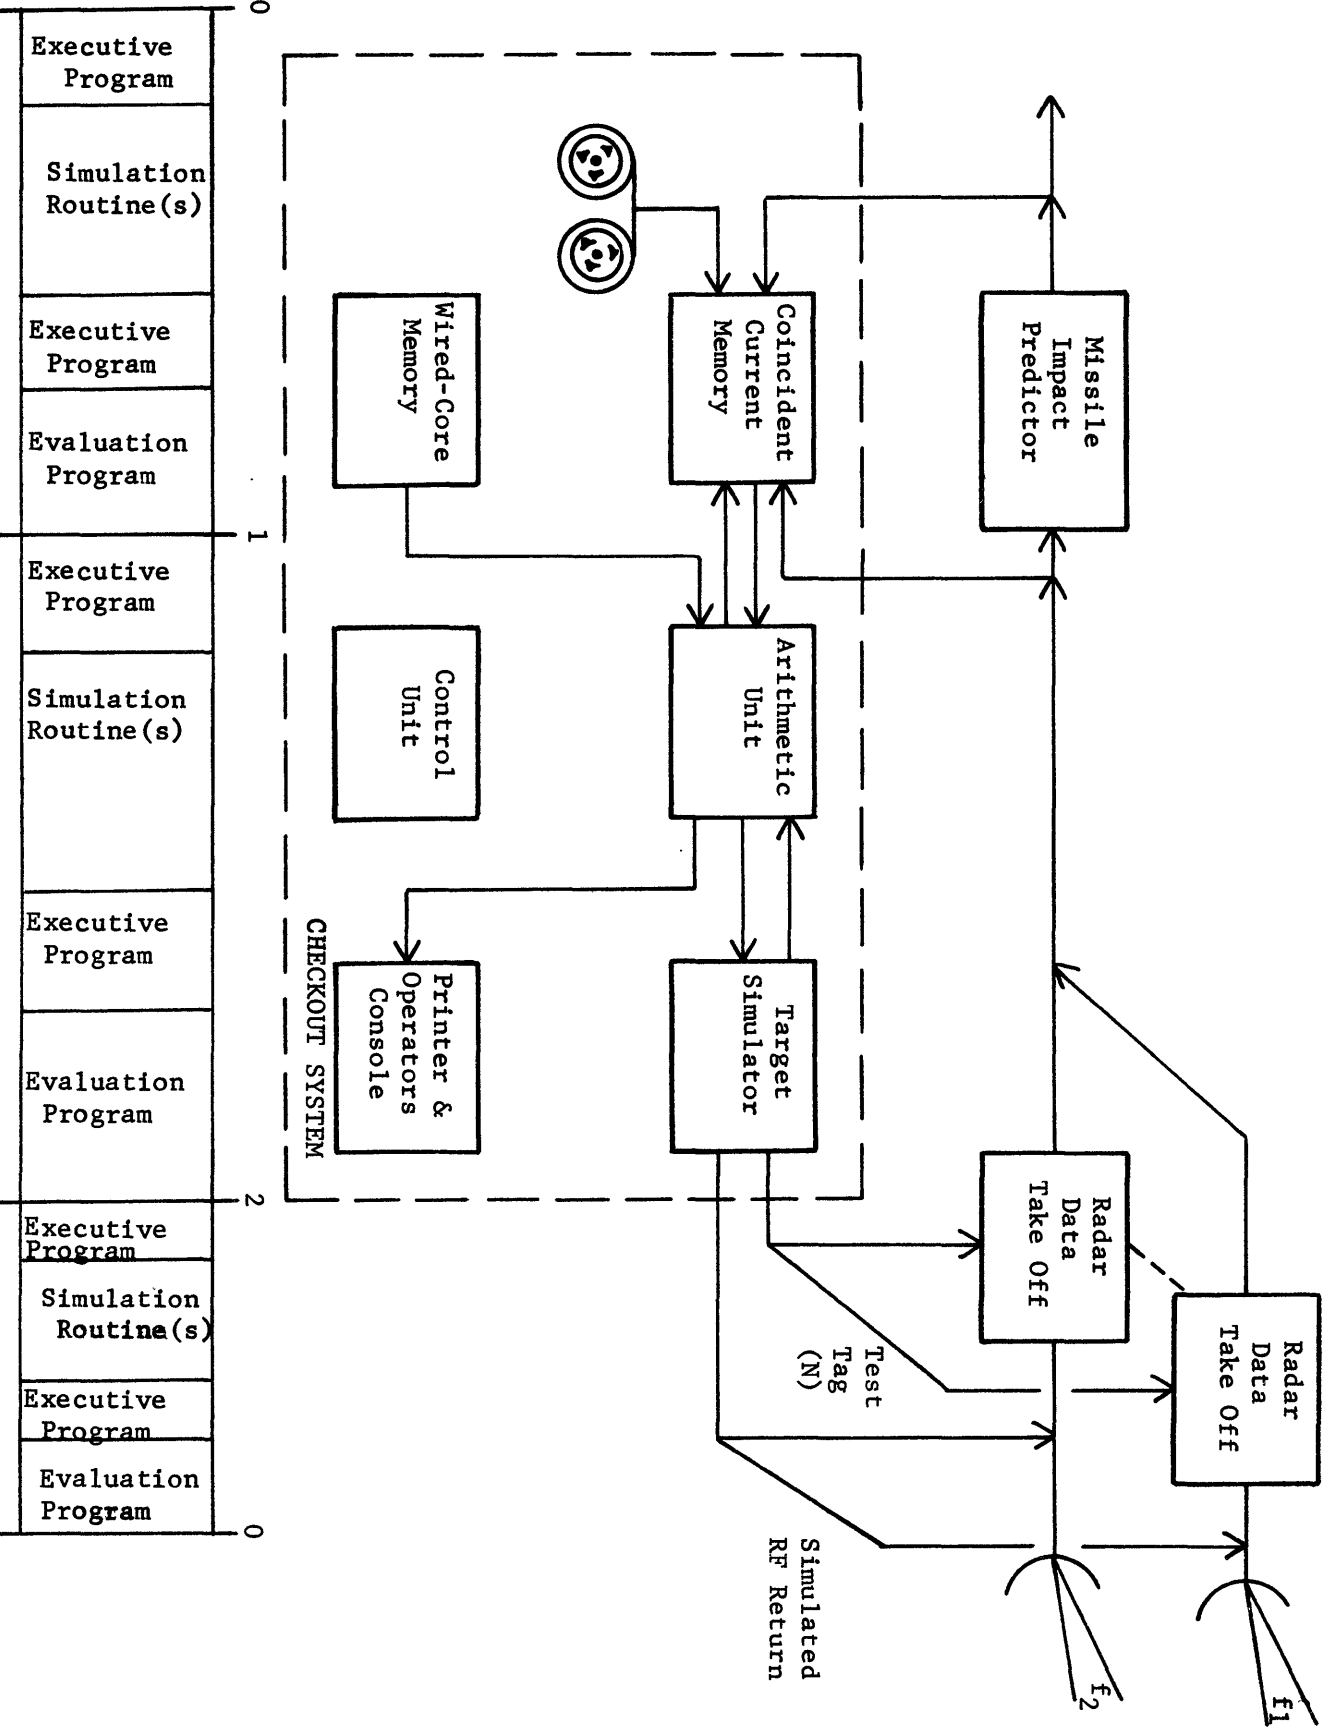 0
Executive
Program
Simulation
Routine(s)
Executive
Program
Evaluation
Program
1
Executive
Program
Simulation
Routine(s)
Executive
Program
Evaluation
Program
2
Executive
Program
Simulation
Routine(s)
Executive
Program
Evaluation
Program
0
Missile
Impact
Predictor
Radar
Data
Take Off
Radar
Data
Take Off
f1
f2
Coincident
Current
Memory
Arithmetic
Unit
Target
Simulator
Test
Tag
(N)
Simulated
RF Return
Wired-Core
Memory
Control
Unit
Printer &
Operators
Console
CHECKOUT SYSTEM